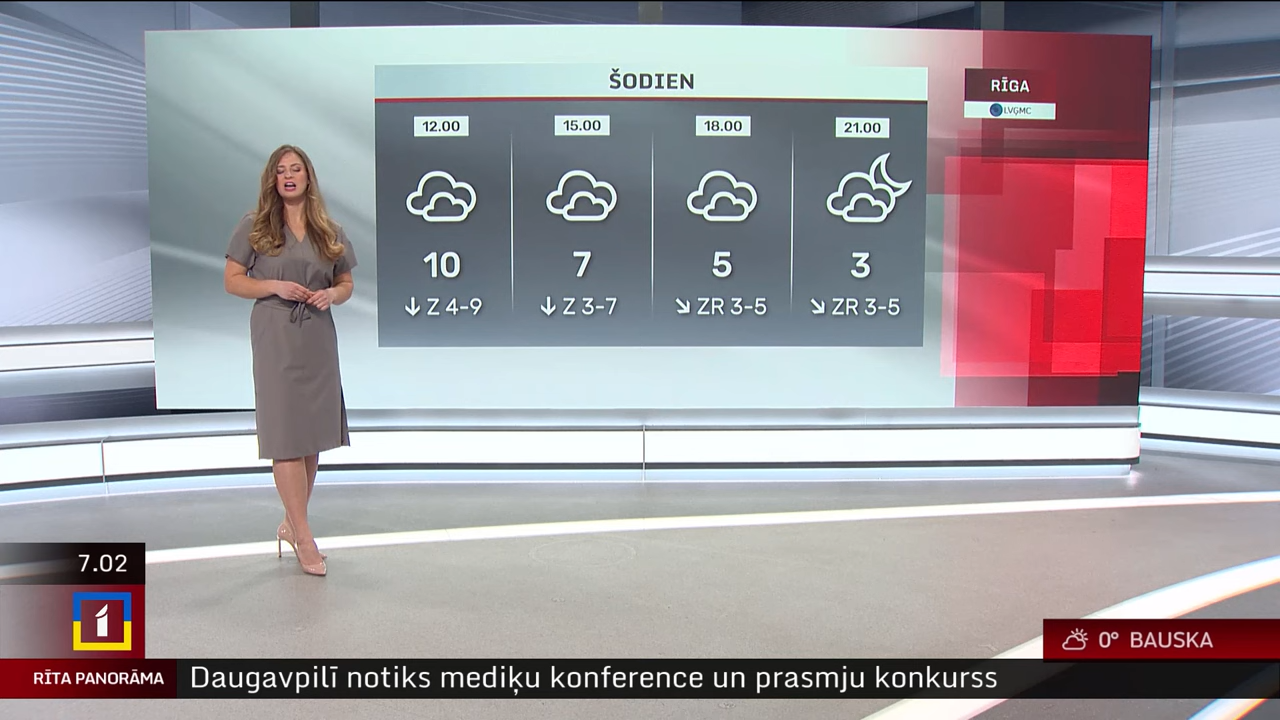 ŠODIEN
RĪGA
LVĢMC
12.00
15.00
18.00
21.00
10
7
5
3
Z 4-9
Z 3-7
ZR 3-5
ZR 3-5
7.02
1
0° BAUSKA
RĪTA PANORĀMA
Daugavpilī notiks mediķu konference un prasmju konkurss